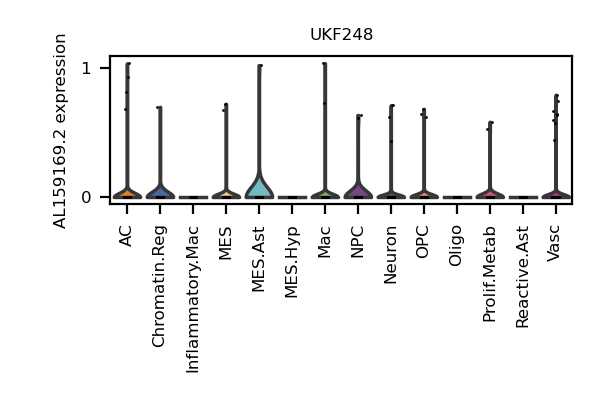 UKF248
AL159169.2 expression
1
0
AC
Chromatin.Reg
Inflammatory.Mac
MES
MES.Ast
MES.Hyp
Mac
NPC
Neuron
OPC
Oligo
Prolif.Metab
Reactive.Ast
Vasc